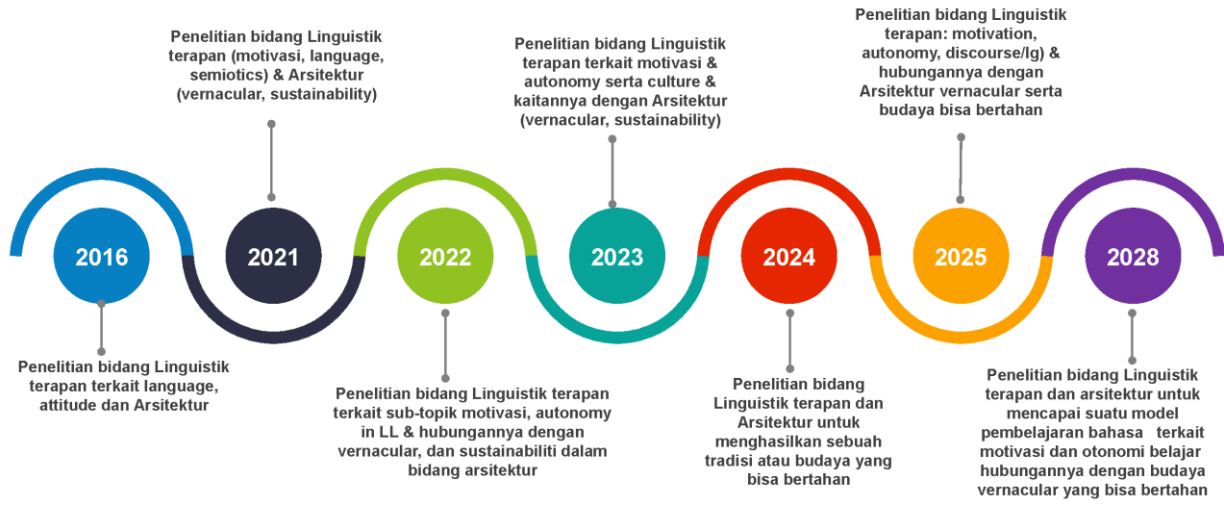 2016
Penelitian bidang Linguistik
terapan terkait language,
attitude dan Arsitektur
Penelitian bidang Linguistik
terapan (motivasi, language,
semiotics) & Arsitektur
(vernacular, sustainability)
2021
2022
Penelitian bidang Linguistik terapan
terkait sub-topik motivasi, autonomy
in LL & hubungannya dengan
vernacular, dan sustainabiliti dalam
bidang arsitektur
Penelitian bidang Linguistik
terapan terkait motivasi &
autonomy serta culture &
kaitannya dengan Arsitektur
(vernacular, sustainability)
2023
2024
Penelitian bidang
Linguistik terapan dan
Arsitektur untuk
menghasilkan sebuah
tradisi atau budaya yang
bisa bertahan
Penelitian bidang Linguistik
terapan: motivation,
autonomy, discourse/lg) &
hubungannya dengan
Arsitektur vernacular serta
budaya bisa bertahan
2025
2028
Penelitian bidang Linguistik
terapan dan arsitektur untuk
mencapai suatu model
pembelajaran bahasa terkait
motivasi dan otonomi belajar
hubungannya dengan budaya
vernacular yang bisa bertahan